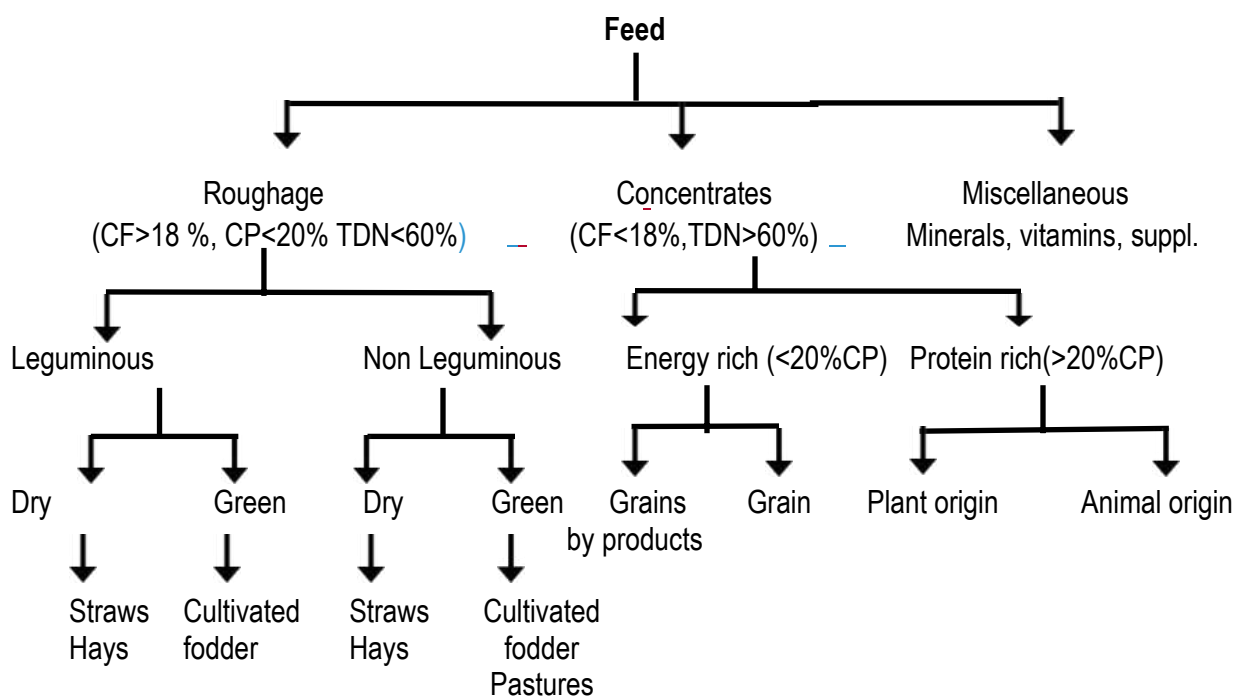 Feed
Roughage
(CF>18 %, CP<20% TDN<60%)
Concentrates
(CF<18%,TDN>60%)
Miscellaneous
Minerals, vitamins, suppl.
Leguminous
Non Leguminous
Energy rich (<20%CP)
Protein rich(>20%CP)
Dry
Green
Dry
Green
Grains
by products
Grain
Plant origin
Animal origin
Straws
Hays
Cultivated
fodder
Straws
Hays
Cultivated
fodder
Pastures